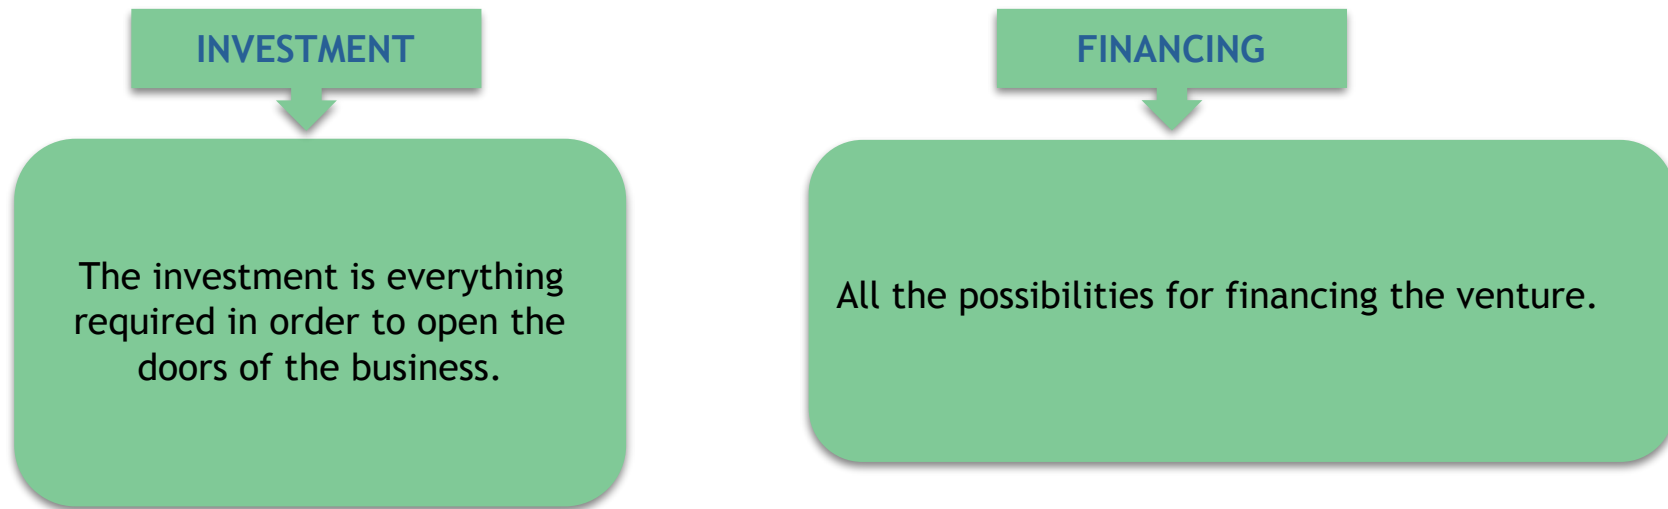 INVESTMENT
The investment is everything
required in order to open the
doors of the business.
FINANCING
All the possibilities for financing the venture.